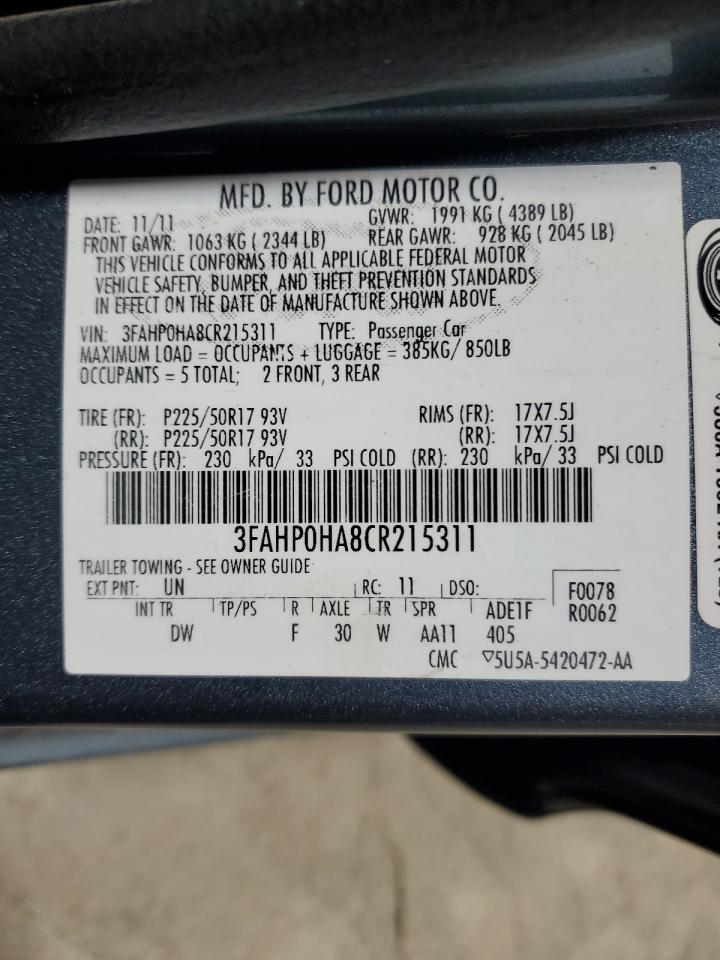 MFD. BY FORD MOTOR CO.
DATE: 11/11 GVWR: 1991 KG ( 4389 LB)
FRONT GAWR: 1063 KG ( 2344 LB) REAR GAWR: 928 KG ( 2045 LB)
THIS VEHICLE CONFORMS TO ALL APPLICABLE FEDERAL MOTOR
VEHICLE SAFETY, BUMPER, AND THEFT PREVENTION STANDARDS
IN EFFECT ON THE DATE OF MANUFACTURE SHOWN ABOVE.
VIN: 3FAHP0HA8CR215311 TYPE: Passenger Car
MAXIMUM LOAD = OCCUPANTS + LUGGAGE = 385KG/ 850LB
OCCUPANTS = 5 TOTAL; 2 FRONT, 3 REAR
TIRE (FR): P225/50R17 93V RIMS (FR): 17X7.5J
(RR): P225/50R17 93V (RR): 17X7.5J
PRESSURE (FR): 230 kPa/ 33 PSI COLD (RR): 230 kPa/ 33 PSI COLD
3FAHP0HA8CR215311
TRAILER TOWING - SEE OWNER GUIDE
EXT PNT: UN RC: 11 DSO: F0078
INT TR TP/PS R AXLE TR SPR ADE1F R0062
DW F 30 W AA11 405
CMC ▽5U5A-5420472-AA